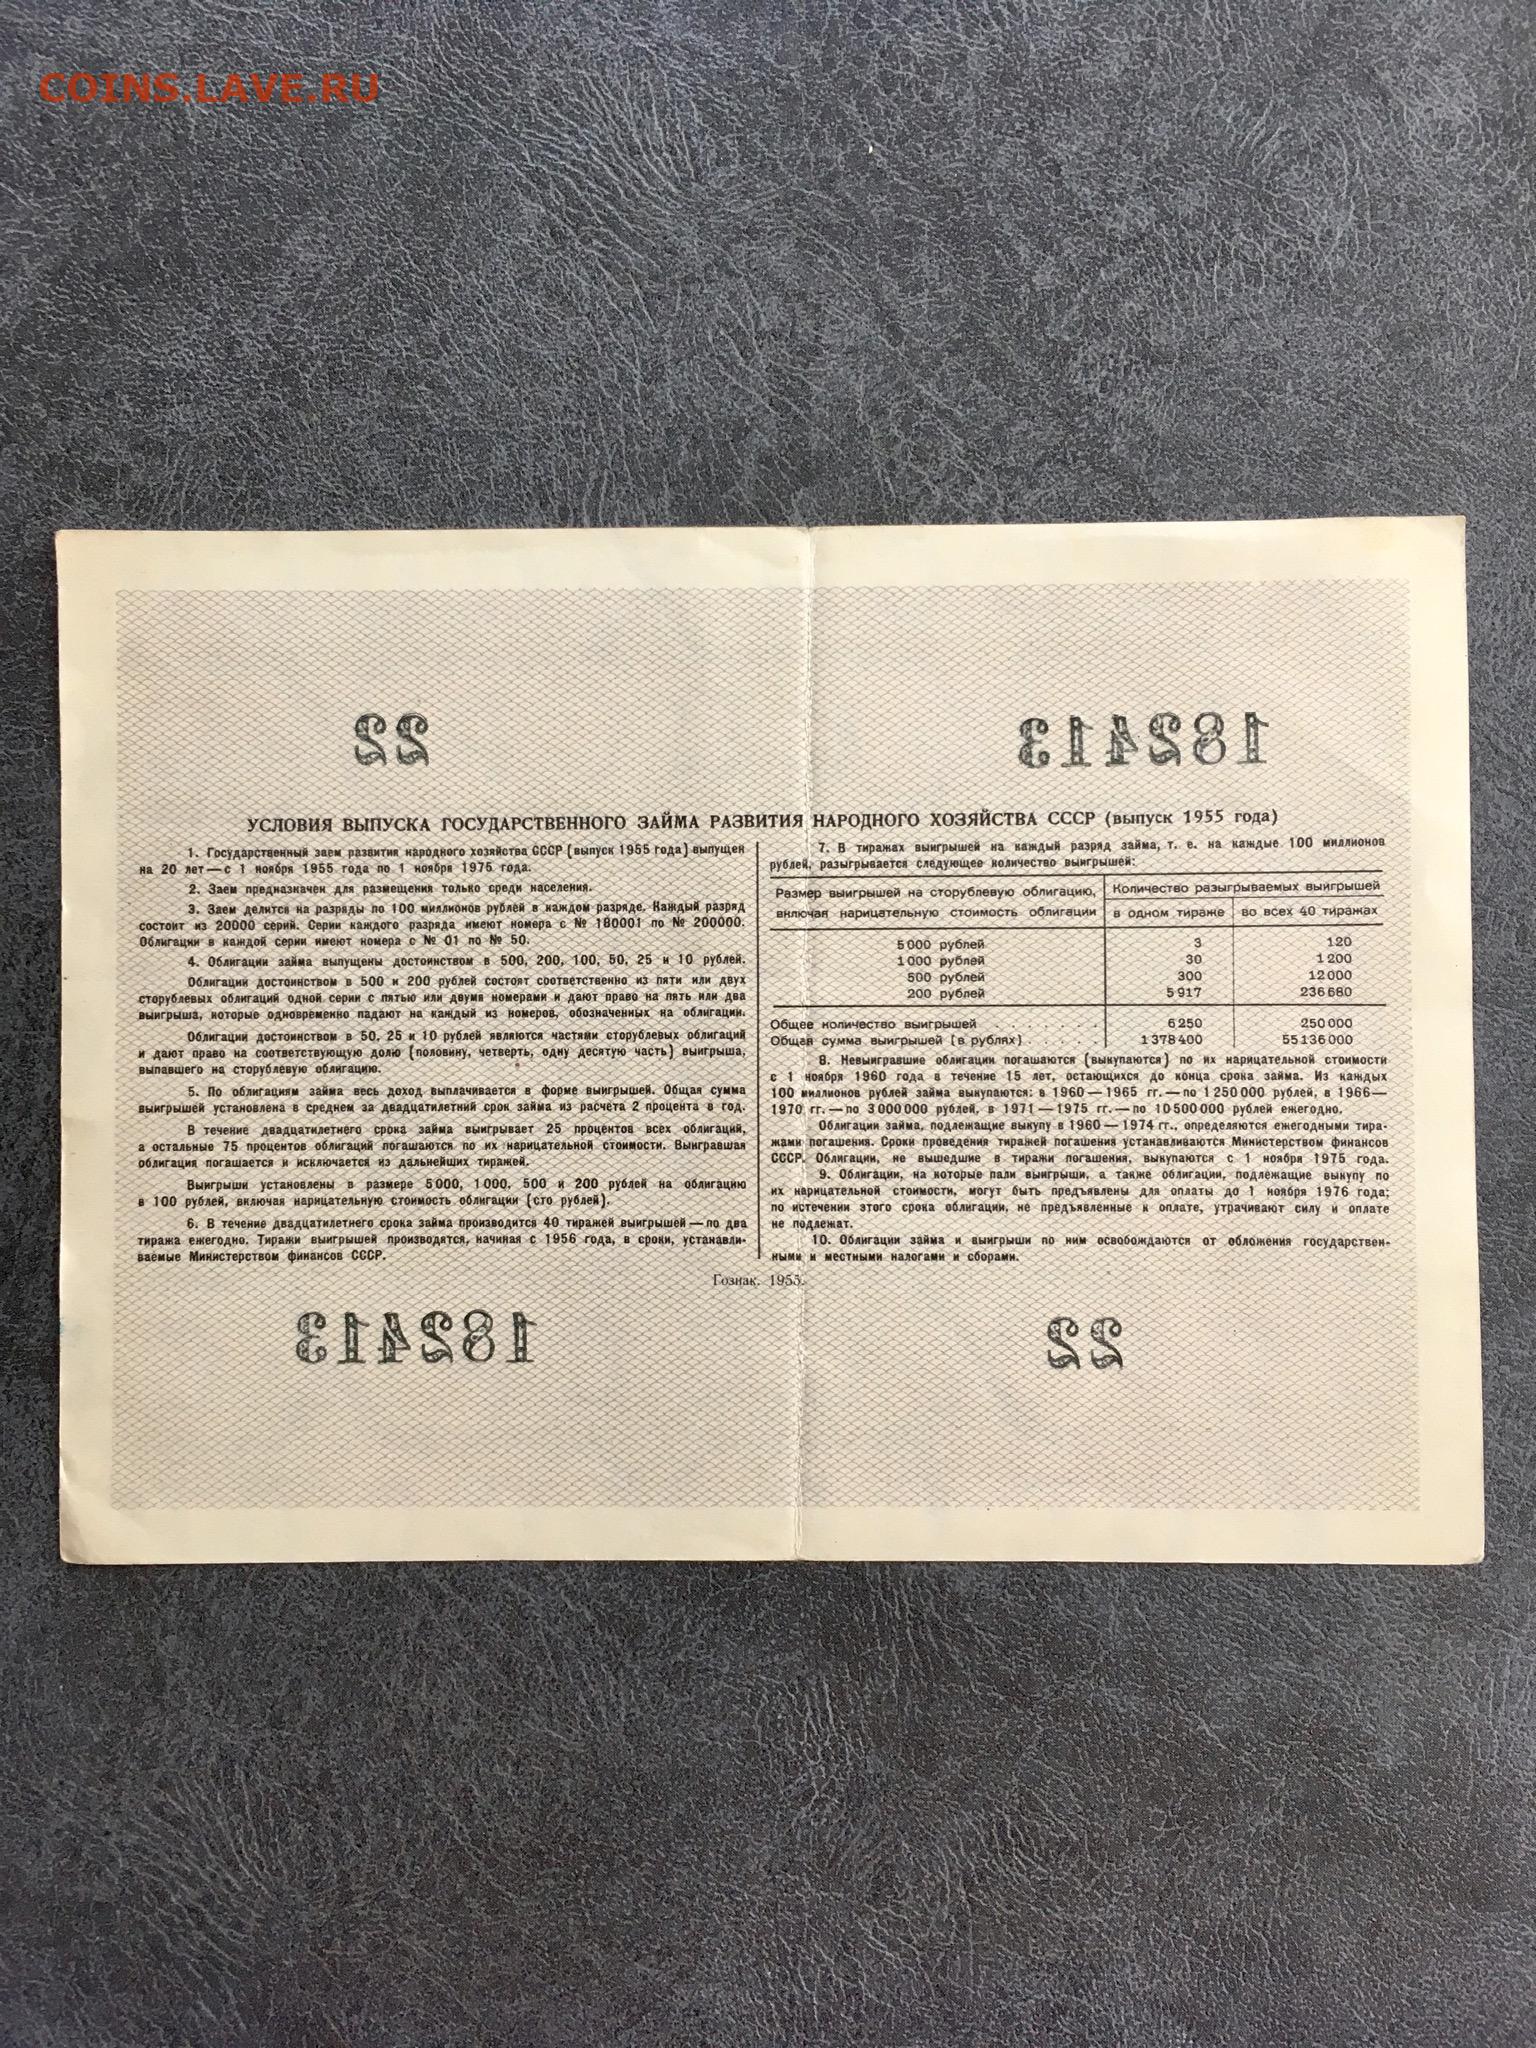 COINS.LAVE.RU
22
182413
УСЛОВИЯ ВЫПУСКА ГОСУДАРСТВЕННОГО ЗАЙМА РАЗВИТИЯ НАРОДНОГО ХОЗЯЙСТВА СССР (выпуск 1955 года)
1. Государственный заем развития народного хозяйства СССР (выпуск 1955 года) выпущен
на 20 лет—с 1 ноября 1955 года по 1 ноября 1975 года.
2. Заем предназначен для размещения только среди населения.
3. Заем делится на разряды по 100 миллионов рублей в каждом разряде. Каждый разряд
состоит из 20000 серий. Серии каждого разряда имеют номера с № 180001 по № 200000.
Облигации в каждой серии имеют номера с № 01 по № 50.
4. Облигации займа выпущены достоинством в 500, 200, 100, 50, 25 и 10 рублей.
Облигации достоинством в 500 и 200 рублей состоят соответственно из пяти или двух
сторублевых облигаций одной серии с пятью или двумя номерами и дают право на пять или два
выигрыша, которые одновременно падают на каждый из номеров, обозначенных на облигации.
Облигации достоинством в 50, 25 и 10 рублей являются частями сторублевых облигаций
и дают право на соответствующую долю (половину, четверть, одну десятую часть) выигрыша,
выпавшего на сторублевую облигацию.
5. По облигациям займа весь доход выплачивается в форме выигрышей. Общая сумма
выигрышей установлена в среднем за двадцатилетний срок займа из расчета 2 процента в год.
В течение двадцатилетнего срока займа выигрывает 25 процентов всех облигаций,
а остальные 75 процентов облигаций погашаются по их нарицательной стоимости. Выигравшая
облигация погашается и исключается из дальнейших тиражей.
Выигрыши установлены в размере 5000, 1000, 500 и 200 рублей на облигацию
в 100 рублей, включая нарицательную стоимость облигации (сто рублей).
6. В течение двадцатилетнего срока займа производится 40 тиражей выигрышей—по два
тиража ежегодно. Тиражи выигрышей производятся, начиная с 1956 года, в сроки, устанавли-
ваемые Министерством финансов СССР.
7. В тиражах выигрышей на каждый разряд займа, т. е. на каждые 100 миллионов
рублей, разыгрывается следующее количество выигрышей:
Размер выигрышей на сторублевую облигацию,
включая нарицательную стоимость облигации
Количество разыгрываемых выигрышей
в одном тираже во всех 40 тиражах
5000 рублей 3 120
1000 рублей 30 1200
500 рублей 300 12000
200 рублей 5917 236680
Общее количество выигрышей . . . . . . . . 6250 250000
Общая сумма выигрышей (в рублях) . . . . . 1378400 55136000
8. Невыигравшие облигации погашаются (выкупаются) по их нарицательной стоимости
с 1 ноября 1960 года в течение 15 лет, остающихся до конца срока займа. Из каждых
100 миллионов рублей займа выкупаются: в 1960—1965 гг.—по 1250000 рублей, в 1966—
1970 гг.—по 3000000 рублей, в 1971—1975 гг.—по 10500000 рублей ежегодно.
Облигации займа, подлежащие выкупу в 1960—1974 гг., определяются ежегодными тира-
жами погашения. Сроки проведения тиражей погашения устанавливаются Министерством финансов
СССР. Облигации, не вышедшие в тиражи погашения, выкупаются с 1 ноября 1975 года.
9. Облигации, на которые пали выигрыши, а также облигации, подлежащие выкупу по
их нарицательной стоимости, могут быть предъявлены для оплаты до 1 ноября 1976 года;
по истечении этого срока облигации, не предъявленные к оплате, утрачивают силу и оплате
не подлежат.
10. Облигации займа и выигрыши по ним освобождаются от обложения государствен-
ными и местными налогами и сборами.
Гознак. 1955.
182413
22